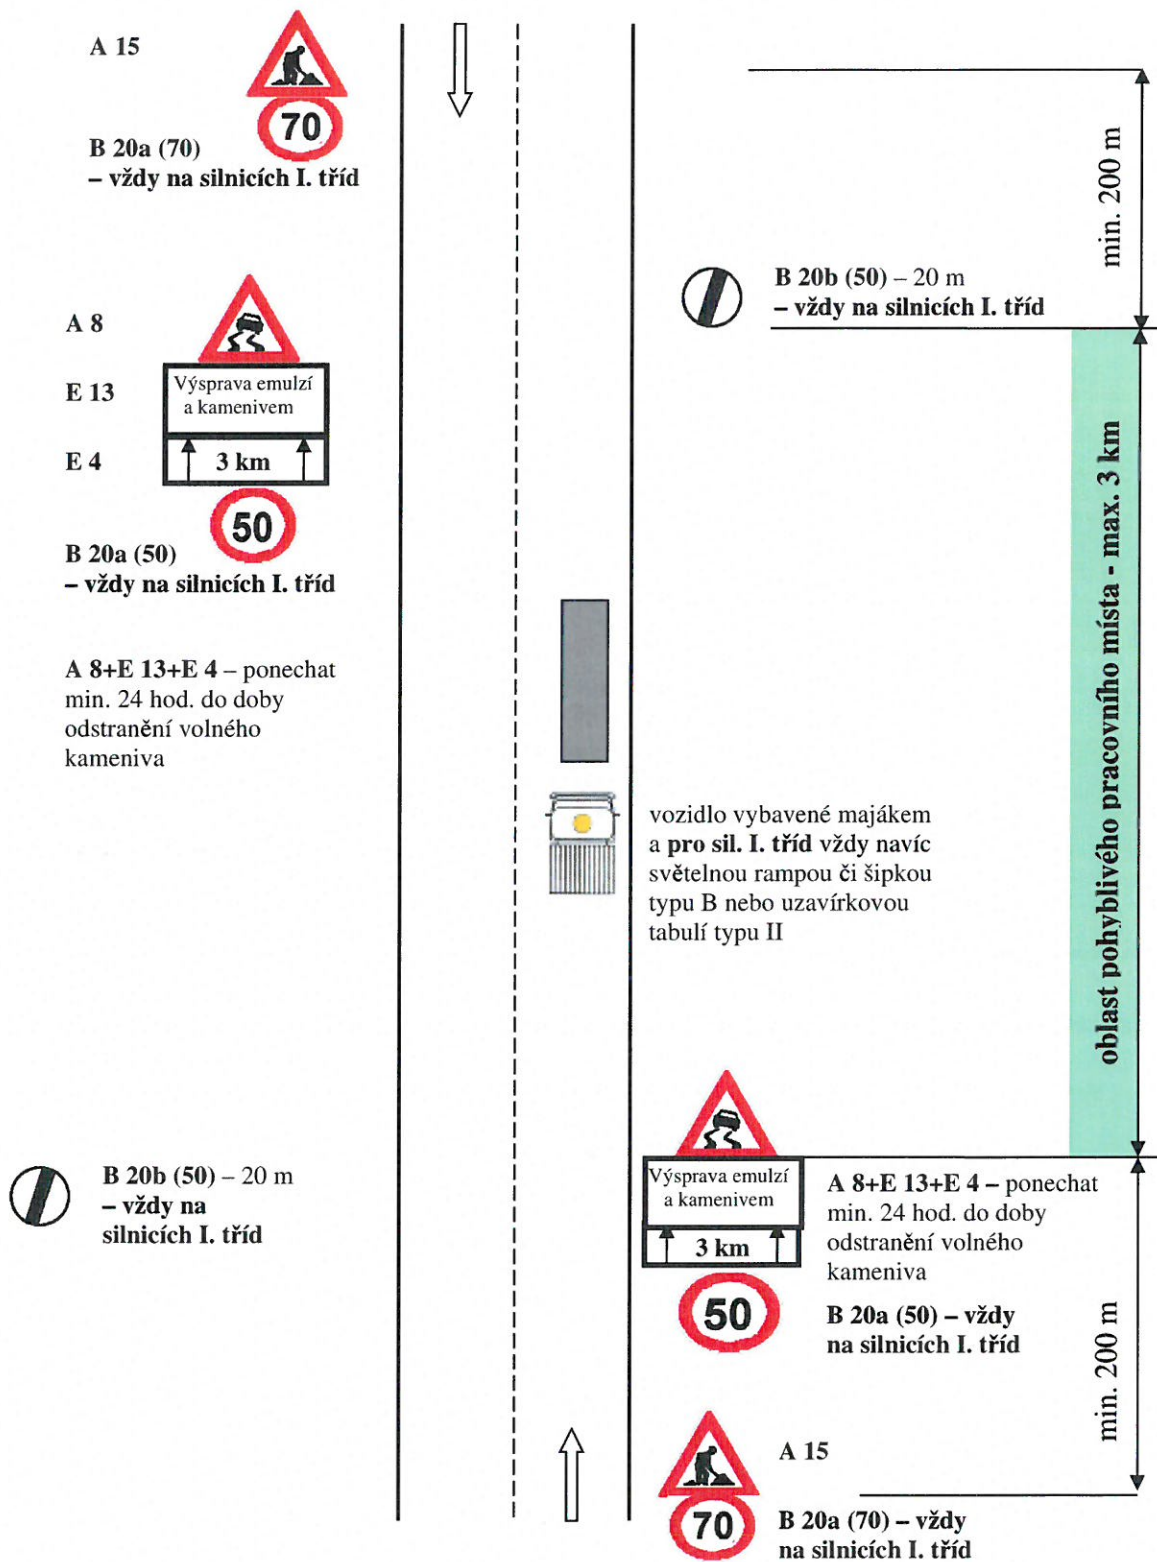 A 15
70
B 20a (70)
– vždy na silnicích I. tříd
min. 200 m
B 20b (50) – 20 m
– vždy na silnicích I. tříd
A 8
E 13
Výsprava emulzí
a kamenivem
E 4
3 km
50
B 20a (50)
– vždy na silnicích I. tříd
A 8+E 13+E 4 – ponechat
min. 24 hod. do doby
odstranění volného
kameniva
oblast pohyblivého pracovního místa - max. 3 km
vozidlo vybavené majákem
a pro sil. I. tříd vždy navíc
světelnou rampou či šipkou
typu B nebo uzavírkovou
tabulí typu II
B 20b (50) – 20 m
– vždy na
silnicích I. tříd
Výsprava emulzí
a kamenivem
3 km
50
A 8+E 13+E 4 – ponechat
min. 24 hod. do doby
odstranění volného
kameniva
B 20a (50) – vždy
na silnicích I. tříd
min. 200 m
A 15
70
B 20a (70) – vždy
na silnicích I. tříd